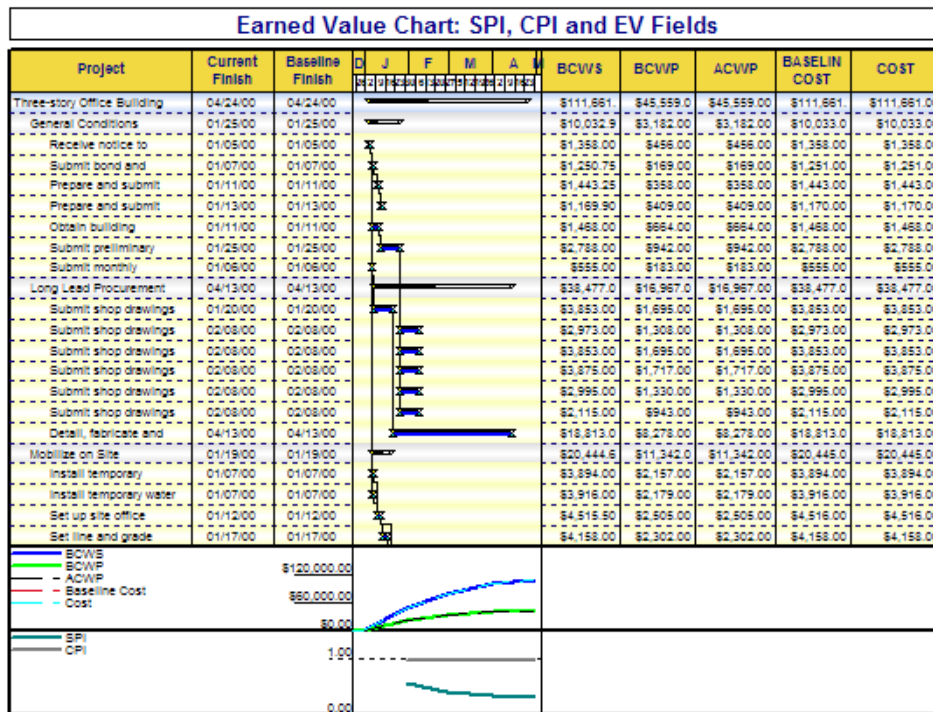 Earned Value Chart: SPI, CPI and EV Fields
Project Current Finish Baseline Finish D J F M A M BCWS BCWP ACWP BASELIN COST COST
Three-story Office Building 04/24/00 04/24/00 $111,661. $45,559.0 $45,559.00 $111,661. $111,661.0
General Conditions 01/25/00 01/25/00 $10,032.9 $3,182.00 $3,182.00 $10,033.0 $10,033.0
Receive notice to 01/05/00 01/05/00 $1,358.00 $456.00 $456.00 $1,358.00 $1,358.0
Submit bond and 01/07/00 01/07/00 $1,250.75 $169.00 $169.00 $1,251.00 $1,251.0
Prepare and submit 01/11/00 01/11/00 $1,443.25 $358.00 $358.00 $1,443.00 $1,443.0
Prepare and submit 01/13/00 01/13/00 $1,169.90 $409.00 $409.00 $1,170.00 $1,170.0
Obtain building 01/11/00 01/11/00 $1,468.00 $664.00 $664.00 $1,468.00 $1,468.0
Submit preliminary 01/25/00 01/25/00 $2,788.00 $942.00 $942.00 $2,788.00 $2,788.0
Submit monthly 01/06/00 01/06/00 $555.00 $183.00 $183.00 $555.00 $555.0
Long Lead Procurement 04/13/00 04/13/00 $38,477.0 $16,967.0 $16,967.00 $38,477.0 $38,477.0
Submit shop drawings 01/20/00 01/20/00 $3,853.00 $1,695.00 $1,695.00 $3,853.00 $3,853.0
Submit shop drawings 02/08/00 02/08/00 $2,973.00 $1,308.00 $1,308.00 $2,973.00 $2,973.0
Submit shop drawings 02/08/00 02/08/00 $3,853.00 $1,695.00 $1,695.00 $3,853.00 $3,853.0
Submit shop drawings 02/08/00 02/08/00 $3,875.00 $1,717.00 $1,717.00 $3,875.00 $3,875.0
Submit shop drawings 02/08/00 02/08/00 $2,995.00 $1,330.00 $1,330.00 $2,995.00 $2,995.0
Submit shop drawings 02/08/00 02/08/00 $2,115.00 $943.00 $943.00 $2,115.00 $2,115.0
Detail, fabricate and 04/13/00 04/13/00 $18,813.0 $8,278.00 $8,278.00 $18,813.0 $18,813.0
Mobilize on Site 01/19/00 01/19/00 $20,444.6 $11,342.0 $11,342.00 $20,445.0 $20,445.0
Install temporary 01/07/00 01/07/00 $3,894.00 $2,157.00 $2,157.00 $3,894.00 $3,894.0
Install temporary water 01/07/00 01/07/00 $3,916.00 $2,179.00 $2,179.00 $3,916.00 $3,916.0
Set up site office 01/12/00 01/12/00 $4,515.50 $2,505.00 $2,505.00 $4,516.00 $4,516.0
Set line and grade 01/17/00 01/17/00 $4,158.00 $2,302.00 $2,302.00 $4,158.00 $4,158.0
BCWS
BCWP $120,000.00
ACWP
Baseline Cost
Cost $60,000.00
$0.00
SPI
CPI 1.00
0.00